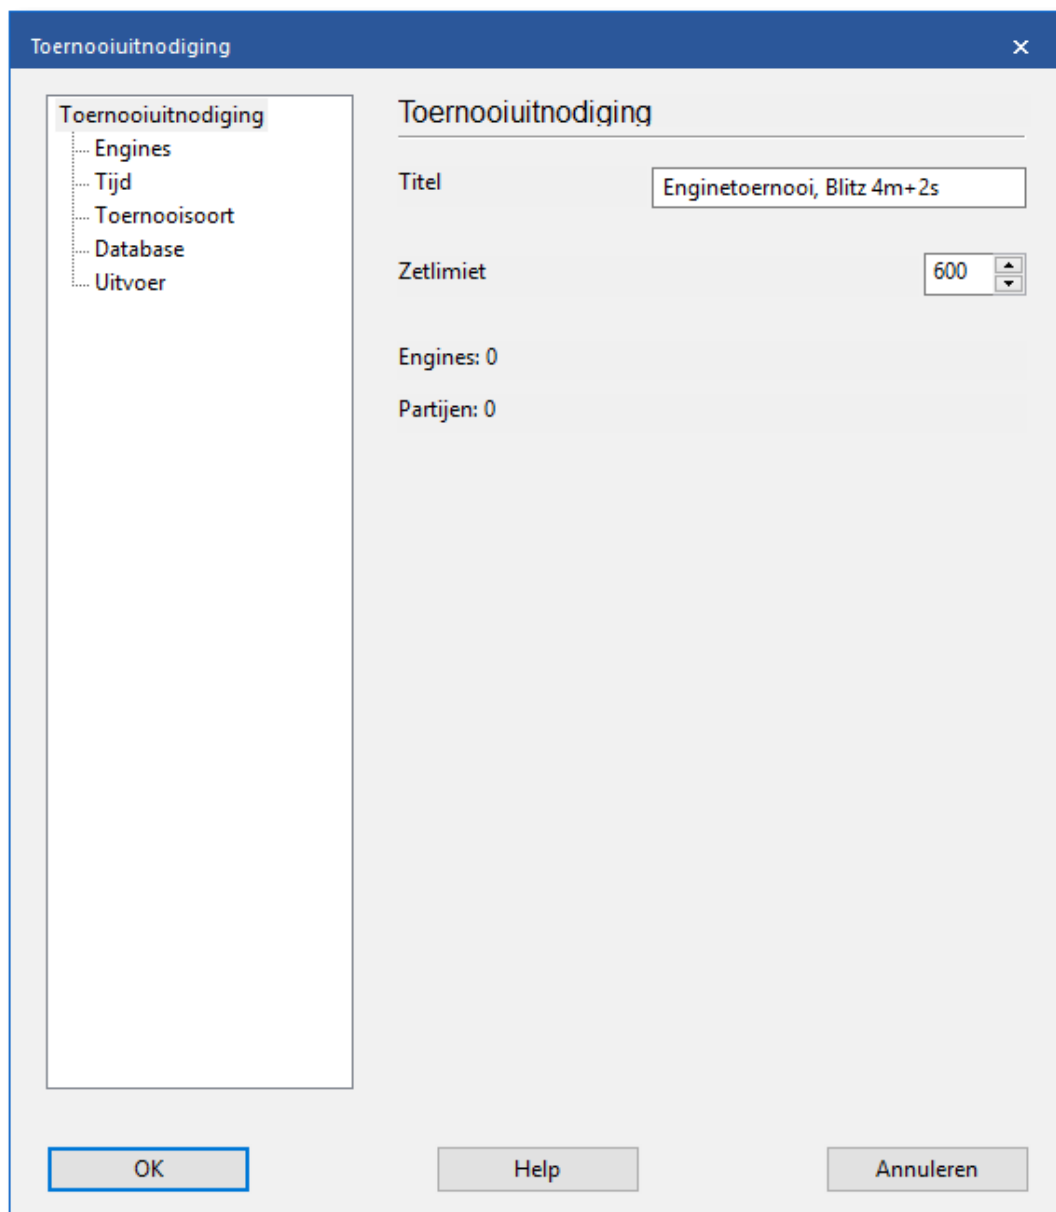 Toernooiuitnodiging
Toernooiuitnodiging
Engines
Tijd
Toernooisoort
Database
Uitvoer
Toernooiuitnodiging
Titel
Enginetoernooi, Blitz 4m+2s
Zetlimiet
600
Engines: 0
Partijen: 0
OK
Help
Annuleren